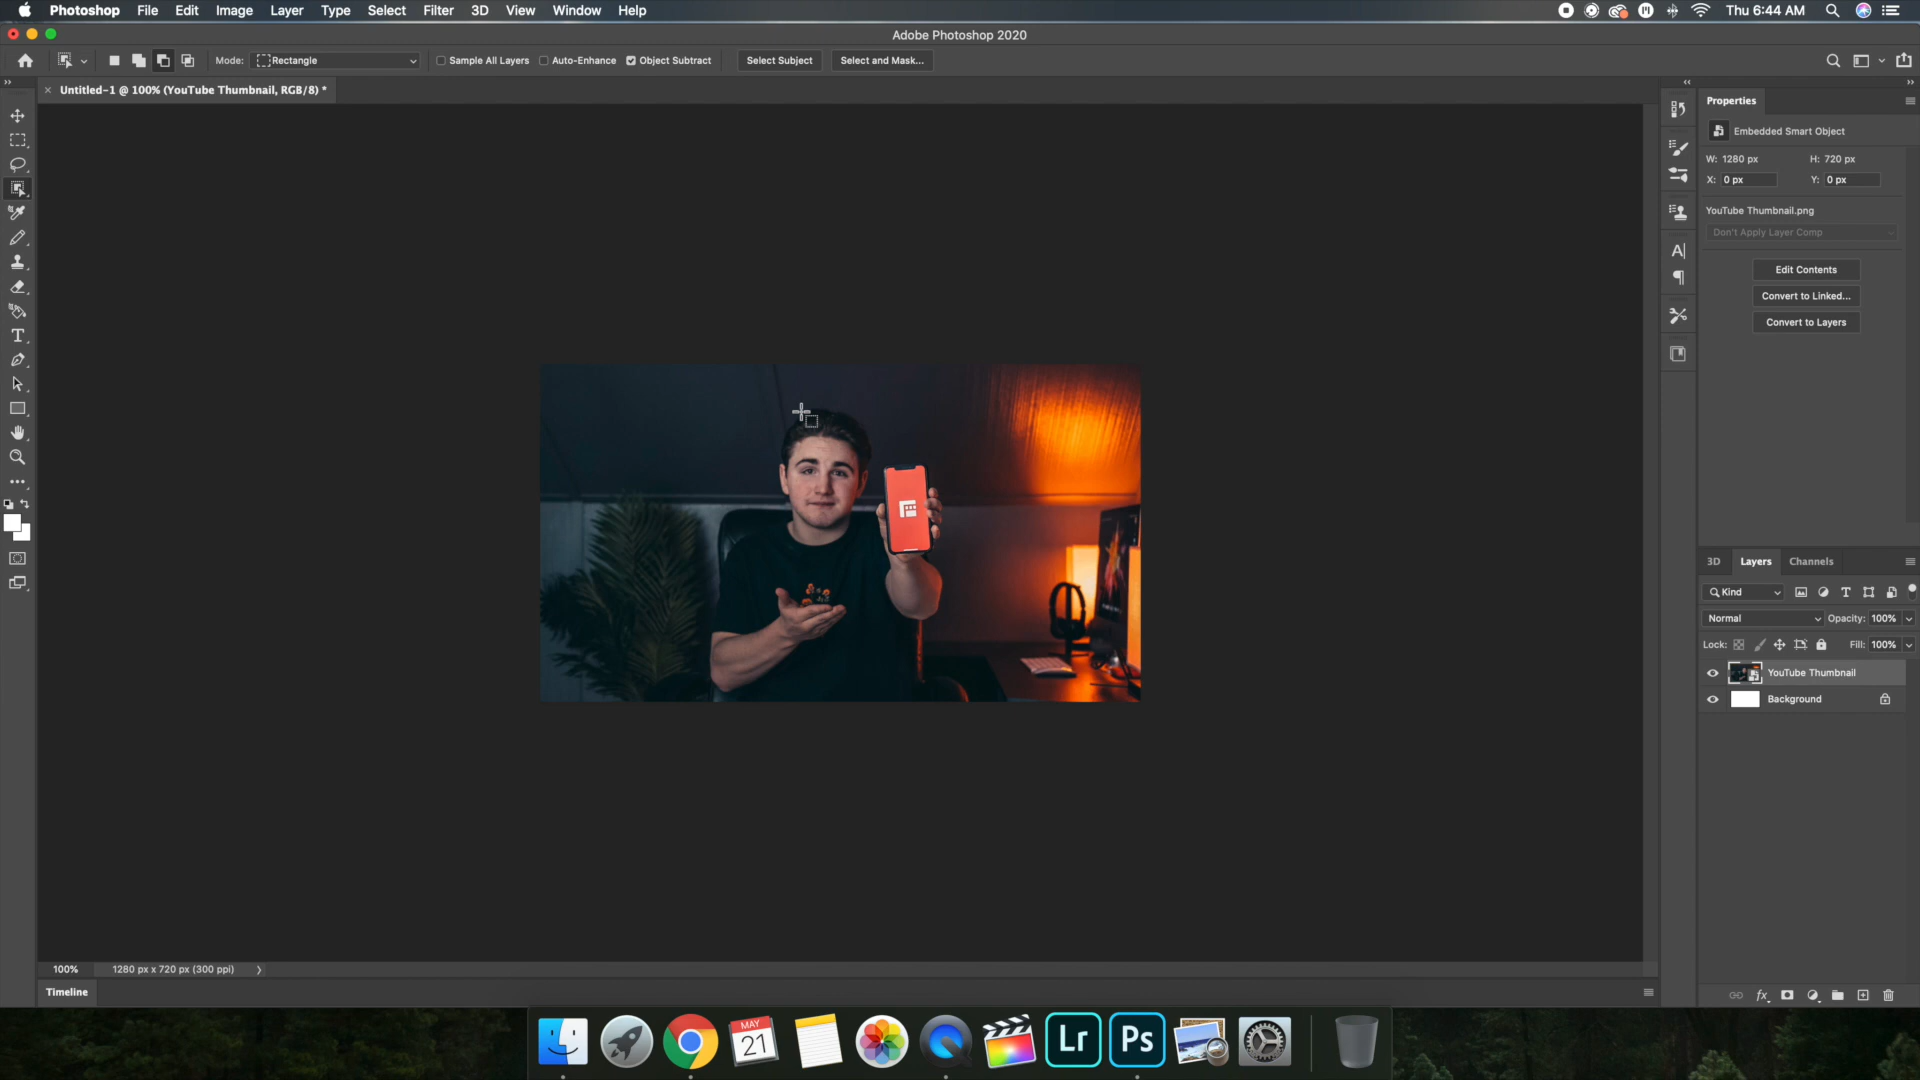 Photoshop File Edit Image Layer Type Select Filter 3D View Window Help Thu 6:44 AM
Adobe Photoshop 2020
Mode: Rectangle Sample All Layers Auto-Enhance Object Subtract Select Subject Select and Mask...
Untitled-1 @ 100% (YouTube Thumbnail, RGB/8) *
Properties
Embedded Smart Object
W: 1280 px H: 720 px
X: 0 px Y: 0 px
YouTube Thumbnail.png
Don't Apply Layer Comp
Edit Contents
Convert to Linked...
Convert to Layers
3D Layers Channels
Kind
Normal Opacity: 100%
Lock: Fill: 100%
YouTube Thumbnail
Background
100% 1280 px x 720 px (300 ppi)
Timeline
MAY
21
Lr
Ps